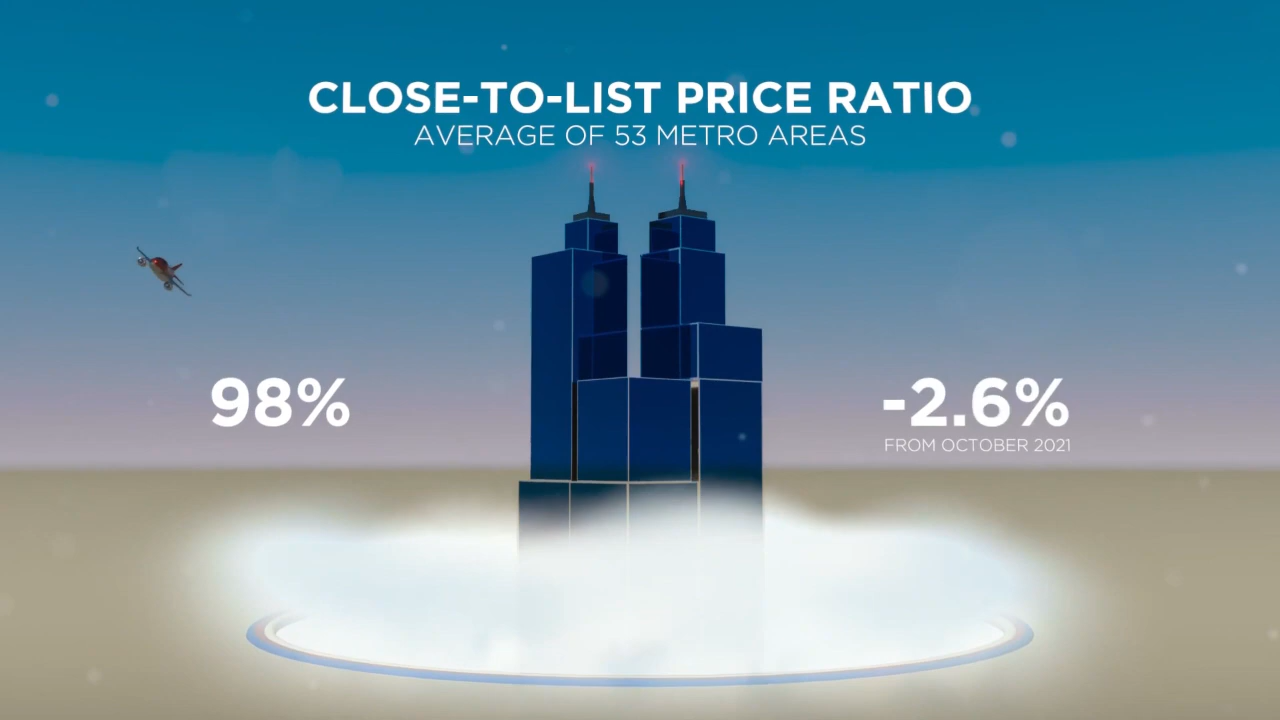 CLOSE-TO-LIST PRICE RATIO
AVERAGE OF 53 METRO AREAS
98%
-2.6%
FROM OCTOBER 2021